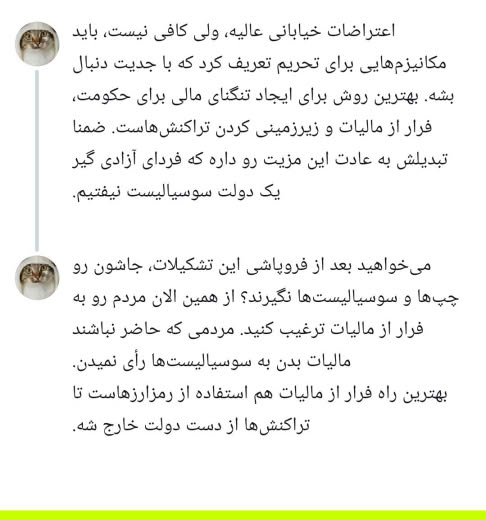 اعتراضات خیابانی عالیه، ولی کافی نیست، باید
مکانیزم‌هایی برای تحریم تعریف کرد که با جدیت دنبال
بشه. بهترین روش برای ایجاد تنگنای مالی برای حکومت،
فرار از مالیات و زیرزمینی کردن تراکنش‌هاست. ضمنا
تبدیلش به عادت این مزیت رو داره که فردای آزادی گیر
یک دولت سوسیالیست نیفتیم.
می‌خواهید بعد از فروپاشی این تشکیلات، جاشون رو
چپ‌ها و سوسیالیست‌ها نگیرند؟ از همین الان مردم رو به
فرار از مالیات ترغیب کنید. مردمی که حاضر نباشند
مالیات بدن به سوسیالیست‌ها رأی نمیدن.
بهترین راه فرار از مالیات هم استفاده از رمزارزهاست تا
تراکنش‌ها از دست دولت خارج شه.